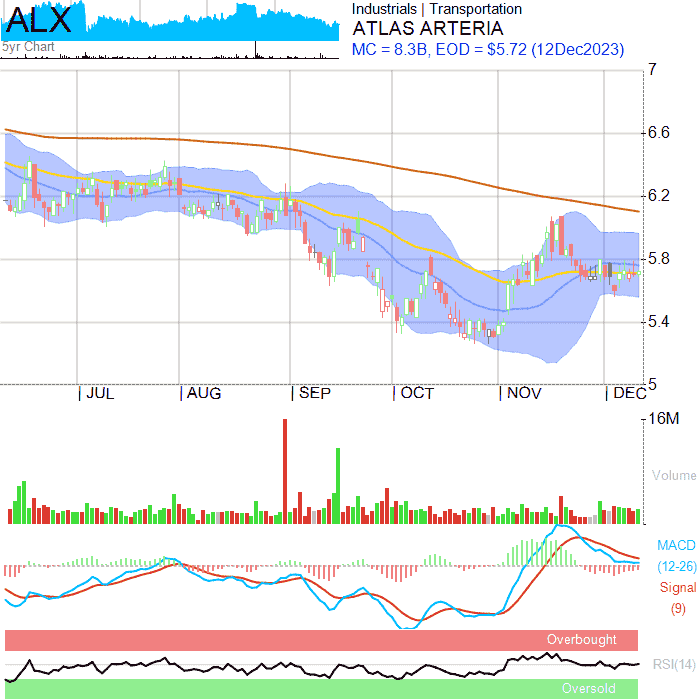 ALX
5yr Chart
Industrials | Transportation
ATLAS ARTERIA
MC = 8.3B, EOD = $5.72 (12Dec2023)
7
6.6
6.2
5.8
5.4
5
| JUL | AUG | SEP | OCT | NOV | DEC
16M
Volume
MACD
(12-26)
Signal
(9)
Overbought
RSI(14)
Oversold